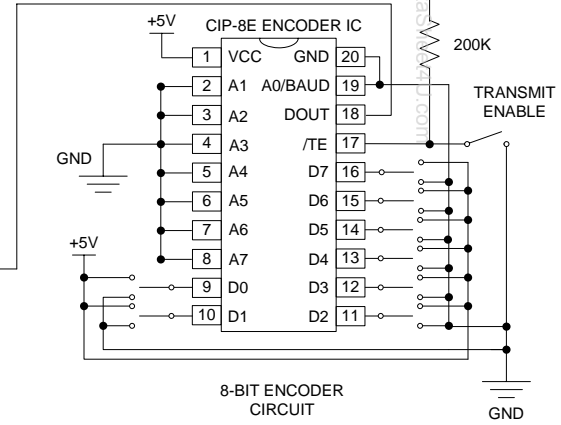 +5V
CIP-8E ENCODER IC
1 VCC GND 20
2 A1 A0/BAUD 19
3 A2 DOUT 18
4 A3 /TE 17
5 A4 D7 16
6 A5 D6 15
7 A6 D5 14
8 A7 D4 13
9 D0 D3 12
10 D1 D2 11
200K
TRANSMIT
ENABLE
GND
+5V
8-BIT ENCODER
CIRCUIT
GND